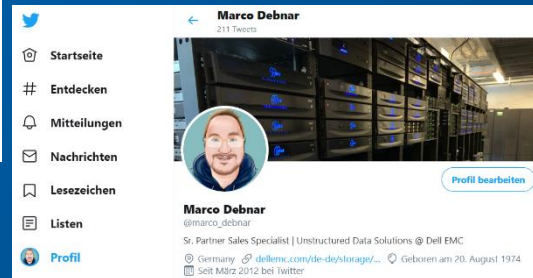 Marco Debnar
211 Tweets
Startseite
Entdecken
Mitteilungen
Nachrichten
Lesezeichen
Listen
Profil
Profil bearbeiten
Marco Debnar
@marco_debnar
Sr. Partner Sales Specialist | Unstructured Data Solutions @ Dell EMC
Germany dellemc.com/de-de/storage/... Geboren am 20. August 1974
Seit März 2012 bei Twitter